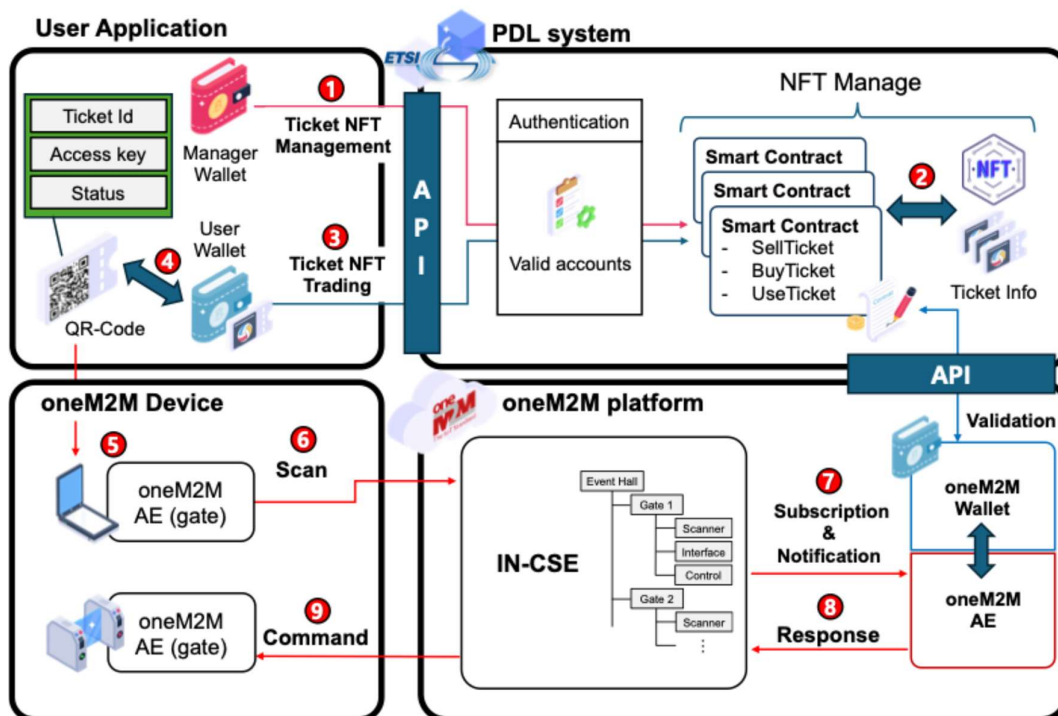 User Application
Ticket Id
Access key
Status
Manager
Wallet
1
Ticket NFT
Management
User
Wallet
3
Ticket NFT
Trading
4
QR-Code
API
ETSI
PDL system
NFT Manage
Authentication
Valid accounts
Smart Contract
Smart Contract
Smart Contract
- SellTicket
- BuyTicket
- UseTicket
2
NFT
Ticket Info
Contract
API
Validation
oneM2M Device
5
oneM2M
AE (gate)
6
Scan
oneM2M
AE (gate)
9
Command
one
M2M
oneM2M platform
IN-CSE
Event Hall
Gate 1
Scanner
Interface
Control
Gate 2
Scanner
⋮
7
Subscription
&
Notification
8
Response
oneM2M
Wallet
oneM2M
AE